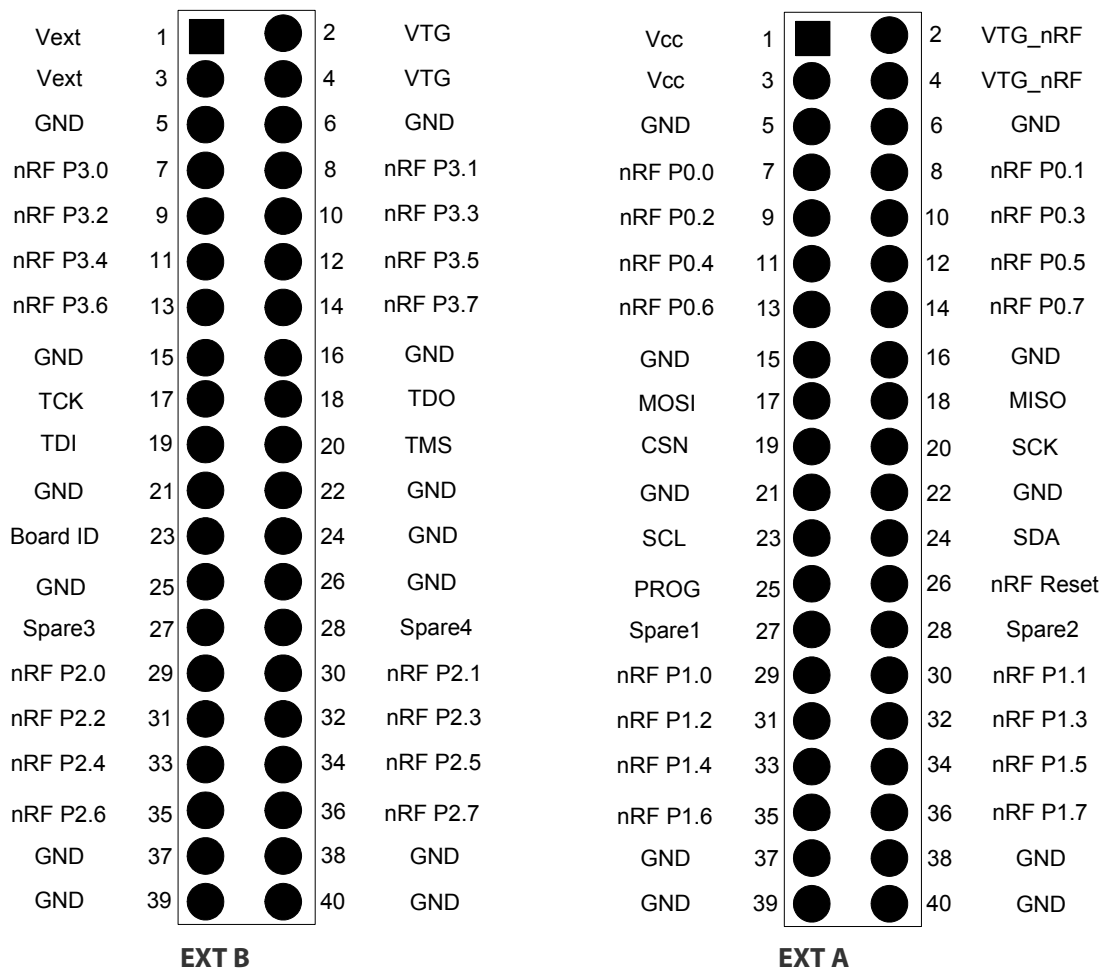 Vext 1 2 VTG
Vext 3 4 VTG
GND 5 6 GND
nRF P3.0 7 8 nRF P3.1
nRF P3.2 9 10 nRF P3.3
nRF P3.4 11 12 nRF P3.5
nRF P3.6 13 14 nRF P3.7
GND 15 16 GND
TCK 17 18 TDO
TDI 19 20 TMS
GND 21 22 GND
Board ID 23 24 GND
GND 25 26 GND
Spare3 27 28 Spare4
nRF P2.0 29 30 nRF P2.1
nRF P2.2 31 32 nRF P2.3
nRF P2.4 33 34 nRF P2.5
nRF P2.6 35 36 nRF P2.7
GND 37 38 GND
GND 39 40 GND
EXT B
Vcc 1 2 VTG_nRF
Vcc 3 4 VTG_nRF
GND 5 6 GND
nRF P0.0 7 8 nRF P0.1
nRF P0.2 9 10 nRF P0.3
nRF P0.4 11 12 nRF P0.5
nRF P0.6 13 14 nRF P0.7
GND 15 16 GND
MOSI 17 18 MISO
CSN 19 20 SCK
GND 21 22 GND
SCL 23 24 SDA
PROG 25 26 nRF Reset
Spare1 27 28 Spare2
nRF P1.0 29 30 nRF P1.1
nRF P1.2 31 32 nRF P1.3
nRF P1.4 33 34 nRF P1.5
nRF P1.6 35 36 nRF P1.7
GND 37 38 GND
GND 39 40 GND
EXT A